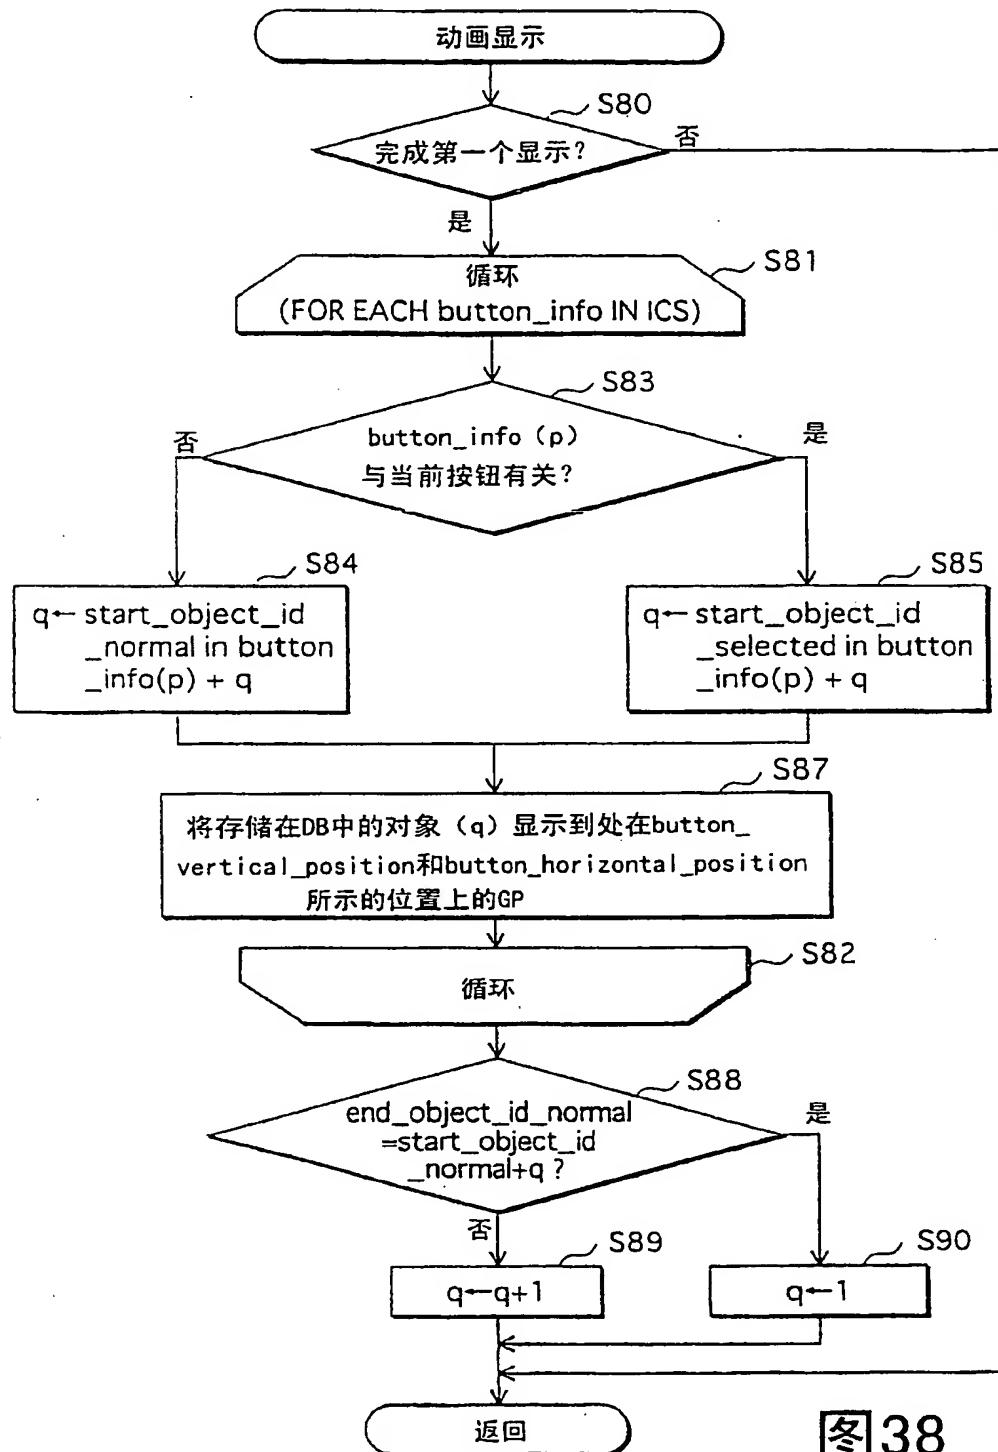 动画显示
S80
完成第一个显示?
否
是
S81
循环
(FOR EACH button_info IN ICS)
S83
button_info (p)
与当前按钮有关?
否
是
S84
q← start_object_id
_normal in button
_info(p) + q
S85
q← start_object_id
_selected in button
_info(p) + q
S87
将存储在DB中的对象 (q) 显示到处在button_
vertical_position和button_horizontal_position
所示的位置上的GP
S82
循环
S88
end_object_id_normal
=start_object_id
_normal+q ?
是
否
S89
q←q+1
S90
q←1
返回
图38